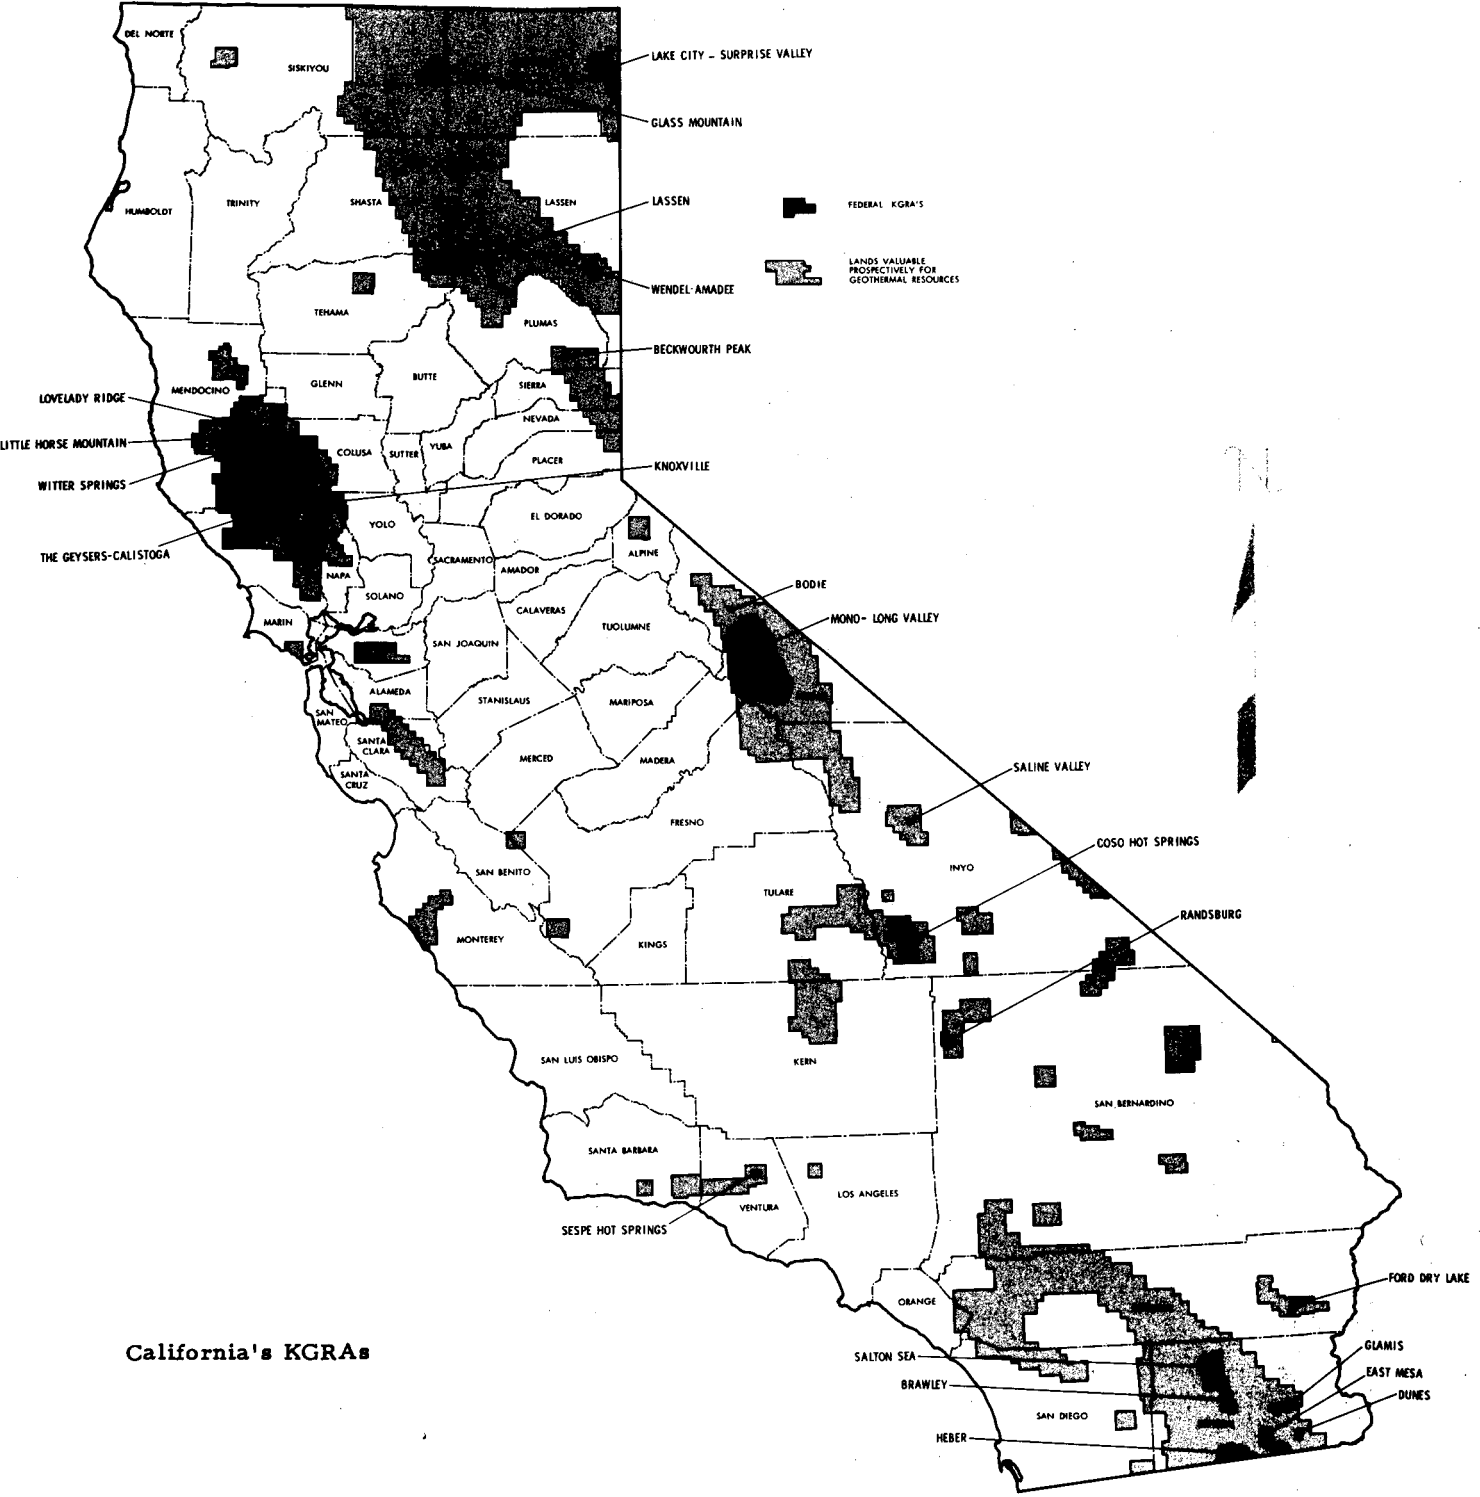 DEL NORTE
SISKIYOU
LAKE CITY - SURPRISE VALLEY
GLASS MOUNTAIN
HUMBOLDT
TRINITY
SHASTA
LASSEN
LASSEN
FEDERAL KGRA'S
LANDS VALUABLE
PROSPECTIVELY FOR
GEOTHERMAL RESOURCES
WENDEL-AMADEE
TEHAMA
PLUMAS
BECKWOURTH PEAK
MENDOCINO
GLENN
BUTTE
SIERRA
LOVELADY RIDGE
NEVADA
LITTLE HORSE MOUNTAIN
COLUSA
SUTTER
YUBA
PLACER
KNOXVILLE
WITTER SPRINGS
YOLO
EL DORADO
THE GEYSERS-CALISTOGA
ALPINE
NAPA
SACRAMENTO
AMADOR
SOLANO
BODIE
MARIN
CALAVERAS
MONO- LONG VALLEY
TUOLUMNE
SAN JOAQUIN
ALAMEDA
STANISLAUS
MARIPOSA
SAN
MATEO
SANTA
CLARA
MERCED
MADERA
SALINE VALLEY
SANTA
CRUZ
FRESNO
COSO HOT SPRINGS
SAN BENITO
INYO
TULARE
RANDSBURG
MONTEREY
KINGS
SAN LUIS OBISPO
KERN
SAN BERNARDINO
SANTA BARBARA
LOS ANGELES
VENTURA
SESPE HOT SPRINGS
FORD DRY LAKE
ORANGE
California's KGRAs
GLAMIS
SALTON SEA
EAST MESA
BRAWLEY
DUNES
SAN DIEGO
HEBER
N